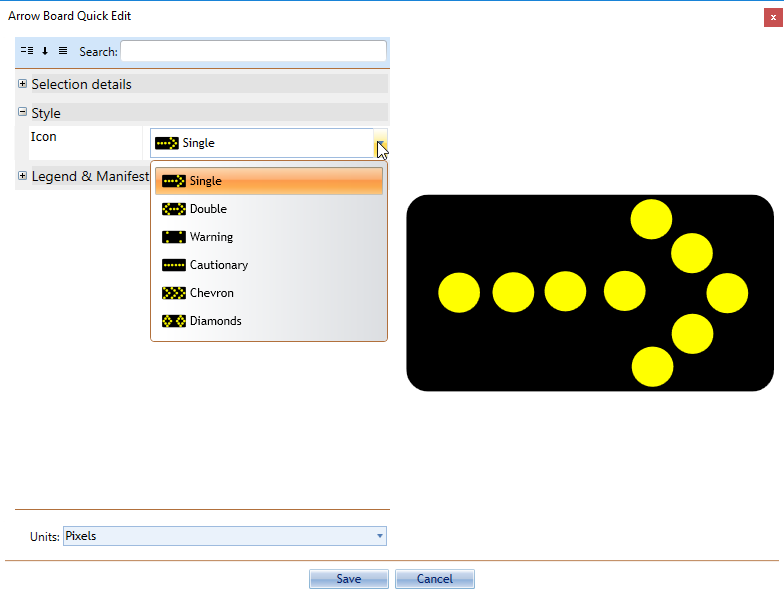 Arrow Board Quick Edit
x
Search:
Selection details
Style
Icon
Single
Legend & Manifest
Single
Double
Warning
Cautionary
Chevron
Diamonds
Units: Pixels
Save Cancel